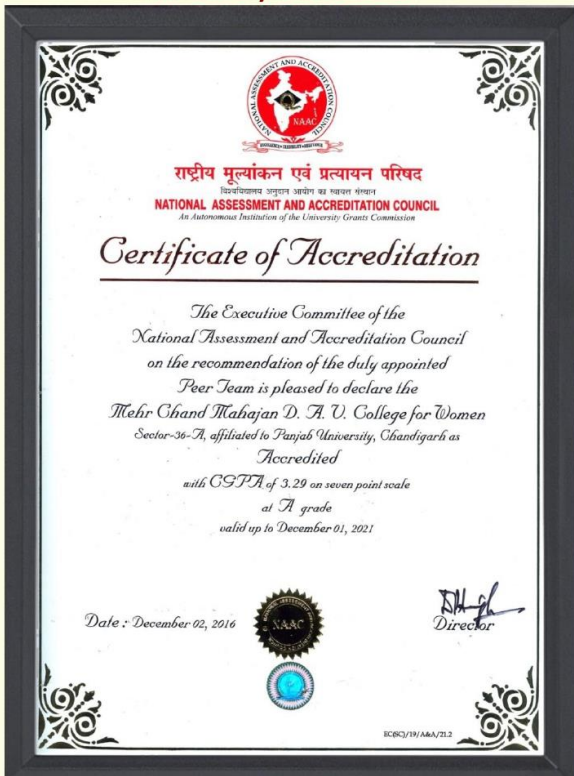 NATIONAL ASSESSMENT AND ACCREDITATION COUNCIL
NAAC
राष्ट्रीय मूल्यांकन एवं प्रत्यायन परिषद
विश्वविद्यालय अनुदान आयोग का स्वायत्त संस्थान
NATIONAL ASSESSMENT AND ACCREDITATION COUNCIL
An Autonomous Institution of the University Grants Commission
Certificate of Accreditation
The Executive Committee of the
National Assessment and Accreditation Council
on the recommendation of the duly appointed
Peer Team is pleased to declare the
Mehr Chand Mahajan D. A. V. College for Women
Sector-36-A, affiliated to Panjab University, Chandigarh as
Accredited
with CGPA of 3.29 on seven point scale
at A grade
valid up to December 01, 2021
Date : December 02, 2016
NAAC
Director
EC(SC)/19/A&A/21.2